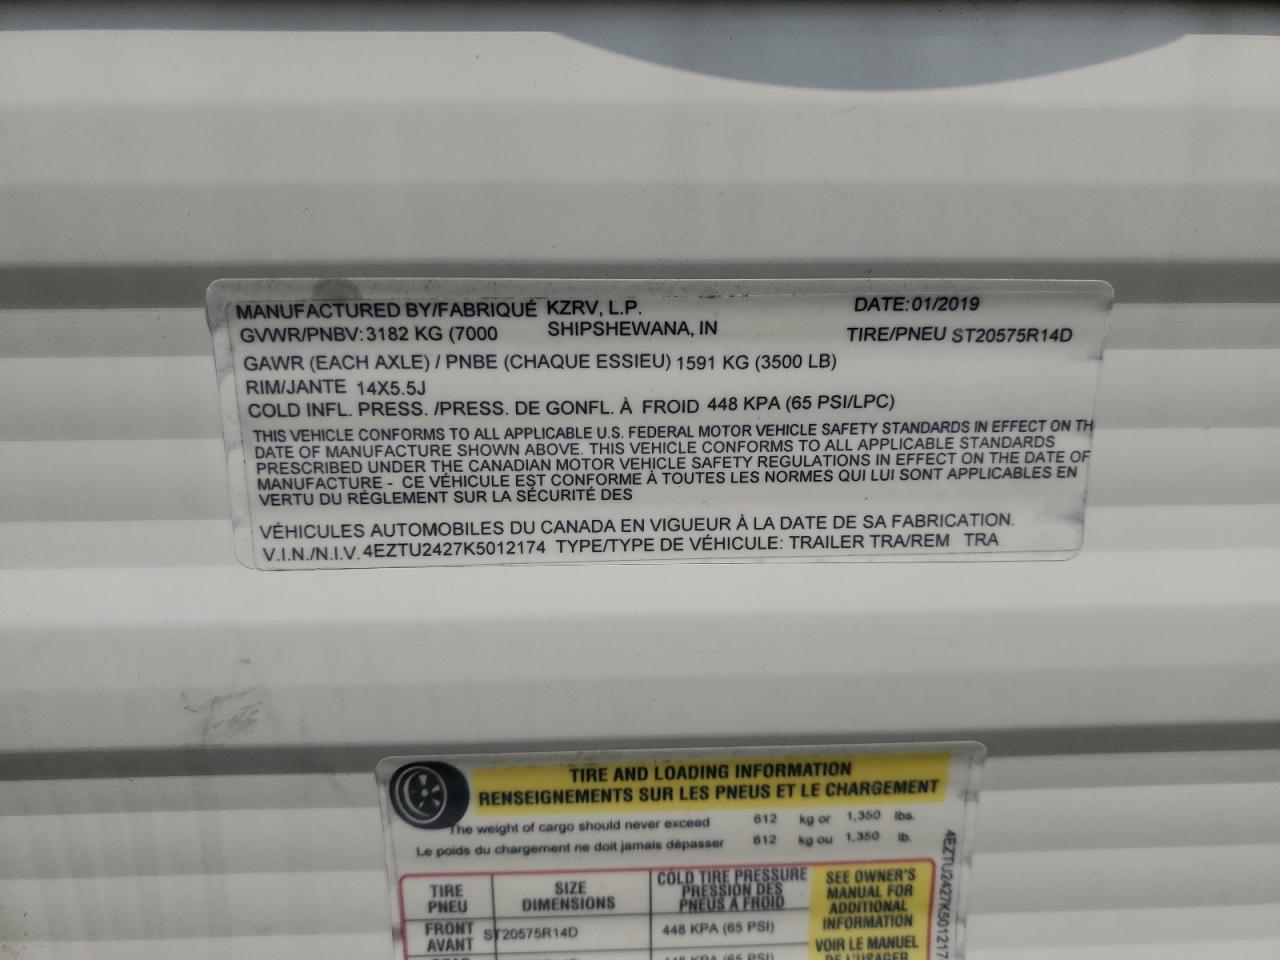 MANUFACTURED BY/FABRIQUÉ KZRV, L.P. DATE: 01/2019
GVWR/PNBV: 3182 KG (7000 SHIPSHEWANA, IN TIRE/PNEU ST20575R14D
GAWR (EACH AXLE) / PNBE (CHAQUE ESSIEU) 1591 KG (3500 LB)
RIM/JANTE 14X5.5J
COLD INFL. PRESS. /PRESS. DE GONFL. À FROID 448 KPA (65 PSI/LPC)
THIS VEHICLE CONFORMS TO ALL APPLICABLE U.S. FEDERAL MOTOR VEHICLE SAFETY STANDARDS IN EFFECT ON TH
DATE OF MANUFACTURE SHOWN ABOVE. THIS VEHICLE CONFORMS TO ALL APPLICABLE STANDARDS
PRESCRIBED UNDER THE CANADIAN MOTOR VEHICLE SAFETY REGULATIONS IN EFFECT ON THE DATE OF
MANUFACTURE - CE VÉHICULE EST CONFORME À TOUTES LES NORMES QUI LUI SONT APPLICABLES EN
VERTU DU RÉGLEMENT SUR LA SÉCURITÉ DES
VÉHICULES AUTOMOBILES DU CANADA EN VIGUEUR À LA DATE DE SA FABRICATION.
V.I.N./N.I.V. 4EZTU2427K5012174 TYPE/TYPE DE VÉHICULE: TRAILER TRA/REM TRA
TIRE AND LOADING INFORMATION
RENSEIGNEMENTS SUR LES PNEUS ET LE CHARGEMENT
The weight of cargo should never exceed 612 kg or 1,350 lbs.
Le poids du chargement ne doit jamais dépasser 612 kg ou 1,350 lb.
TIRE
PNEU
SIZE
DIMENSIONS
COLD TIRE PRESSURE
PRESSION DES
PNEUS A FROID
FRONT
AVANT
ST20575R14D
448 KPA (65 PSI)
448 KPA (65 PSI)
SEE OWNER'S
MANUAL FOR
ADDITIONAL
INFORMATION
VOIR LE MANUEL
DE L'USAGER
4EZTU2427K501217